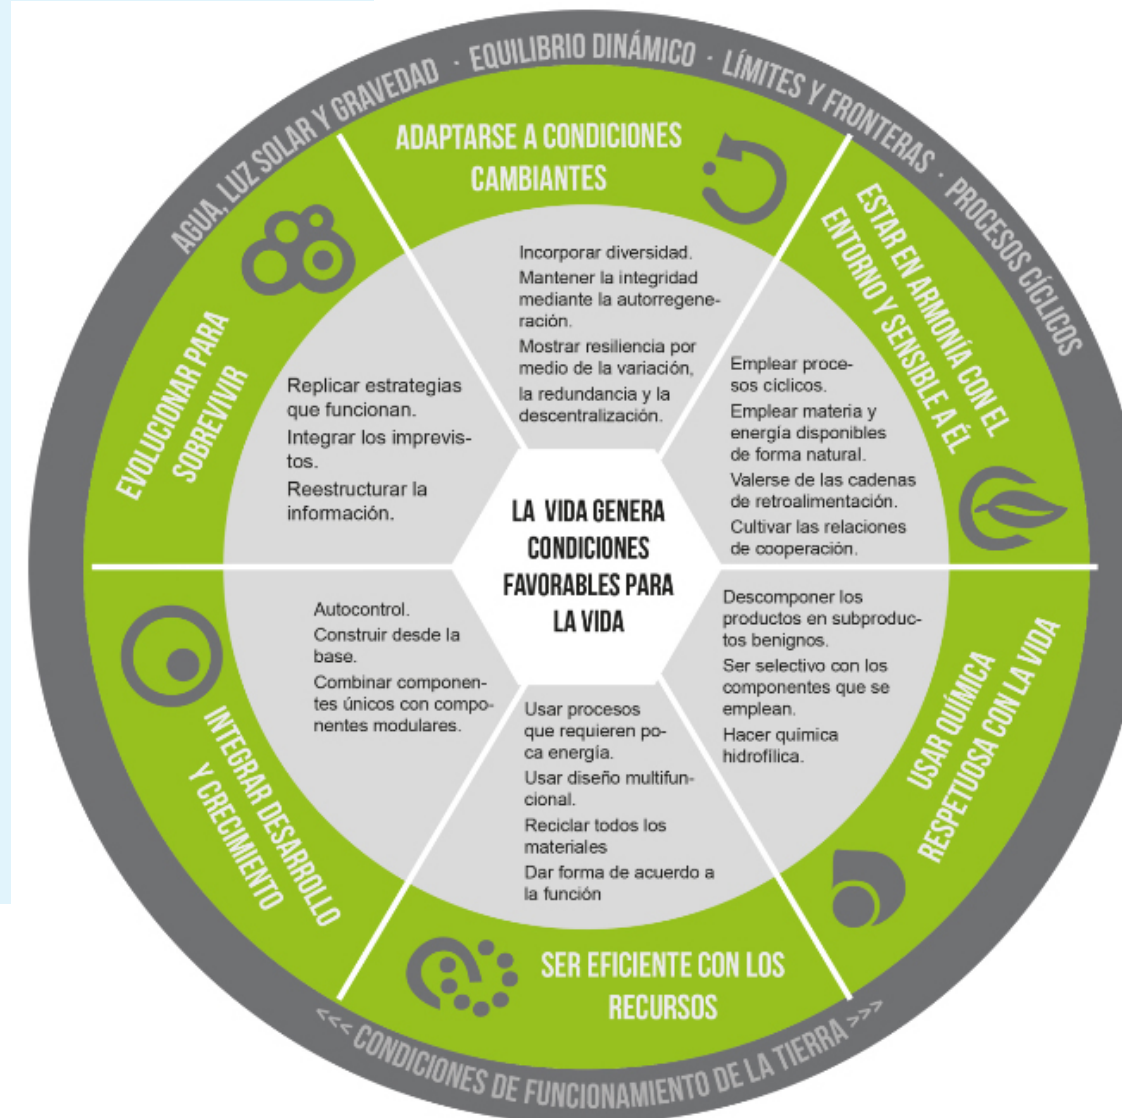 AGUA, LUZ SOLAR Y GRAVEDAD · EQUILIBRIO DINÁMICO · LÍMITES Y FRONTERAS · PROCESOS CÍCLICOS
ADAPTARSE A CONDICIONES
CAMBIANTES
Incorporar diversidad.
Mantener la integridad
mediante la autorregene-
ración.
Mostrar resiliencia por
medio de la variación,
la redundancia y la
descentralización.
ESTAR EN ARMONÍA CON EL
ENTORNO Y SENSIBLE A ÉL
Emplear proce-
sos cíclicos.
Emplear materia y
energía disponibles
de forma natural.
Valerse de las cadenas
de retroalimentación.
Cultivar las relaciones
de cooperación.
USAR QUÍMICA
RESPETUOSA CON LA VIDA
Descomponer los
productos en subproduc-
tos benignos.
Ser selectivo con los
componentes que se
emplean.
Hacer química
hidrofílica.
SER EFICIENTE CON LOS
RECURSOS
Usar procesos
que requieren po-
ca energía.
Usar diseño multifun-
cional.
Reciclar todos los
materiales
Dar forma de acuerdo a
la función
INTEGRAR DESARROLLO
Y CRECIMIENTO
Autocontrol.
Construir desde la
base.
Combinar componen-
tes únicos con compo-
nentes modulares.
EVOLUCIONAR PARA
SOBREVIVIR
Replicar estrategias
que funcionan.
Integrar los imprevis-
tos.
Reestructurar la
información.
LA VIDA GENERA
CONDICIONES
FAVORABLES PARA
LA VIDA
<<< CONDICIONES DE FUNCIONAMIENTO DE LA TIERRA >>>